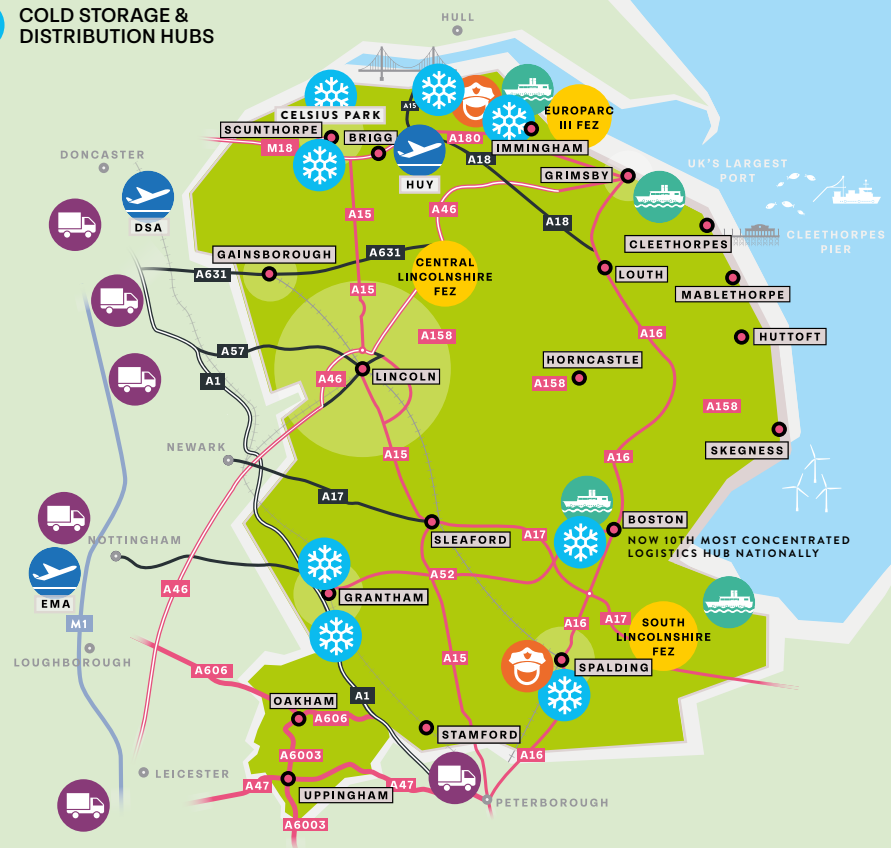 COLD STORAGE &
DISTRIBUTION HUBS
HULL
A15
CELSIUS PARK
SCUNTHORPE
BRIGG
M18
A180
EUROPARC
III FEZ
IMMINGHAM
A18
DONCASTER
HUY
GRIMSBY
UK'S LARGEST
PORT
DSA
A15
A46
A18
CLEETHORPES
CLEETHORPES
PIER
GAINSBOROUGH
A631
A631
CENTRAL
LINCOLNSHIRE
FEZ
LOUTH
MABLETHORPE
A15
A158
A16
HUTTOFT
A57
A1
A46
LINCOLN
HORNCASTLE
A158
A158
NEWARK
A15
A16
SKEGNESS
A17
BOSTON
NOW 10TH MOST CONCENTRATED
LOGISTICS HUB NATIONALLY
NOTTINGHAM
SLEAFORD
A17
EMA
A52
A46
GRANTHAM
M1
A16
A17
SOUTH
LINCOLNSHIRE
FEZ
LOUGHBOROUGH
A606
A15
SPALDING
A1
OAKHAM
A606
STAMFORD
A6003
A16
LEICESTER
A47
A47
UPPINGHAM
PETERBOROUGH
A6003